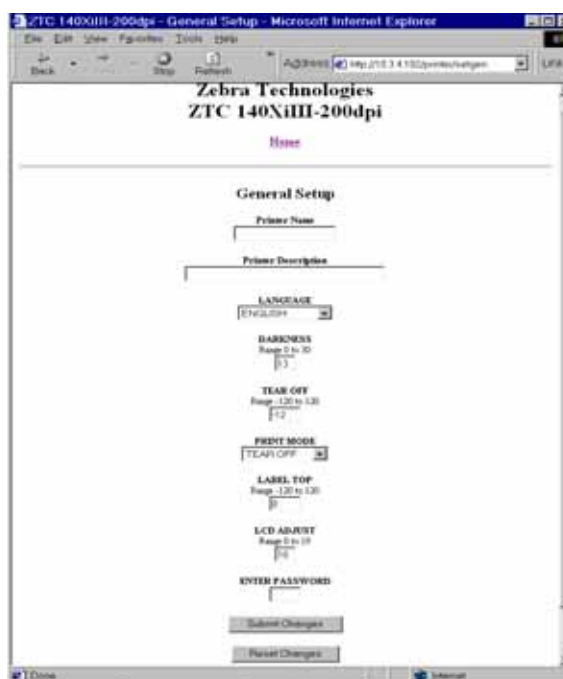 ZTC 140XiIII-200dpi - General Setup - Microsoft Internet Explorer
File Edit View Favorites Tools Help
Back Stop Refresh Address
Zebra Technologies
ZTC 140XiIII-200dpi
Home
General Setup
Printer Name
Printer Description
LANGUAGE
ENGLISH
DARKNESS
Range 0 to 30
TEAR OFF
Range -120 to 120
PRINT MODE
TEAR OFF
LABEL TOP
Range -120 to 120
LCD ADJUST
Range 0 to 19
ENTER PASSWORD
Submit Changes
Reset Changes
Done Internet